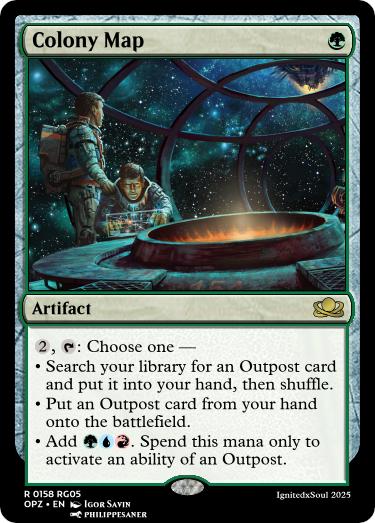 Colony Map
Artifact
2, T: Choose one —
• Search your library for an Outpost card
and put it into your hand, then shuffle.
• Put an Outpost card from your hand
onto the battlefield.
• Add. Spend this mana only to
activate an ability of an Outpost.
R 0158 RG05
OPZ • EN Igor Savin
philippesaner
IgnitedxSoul 2025